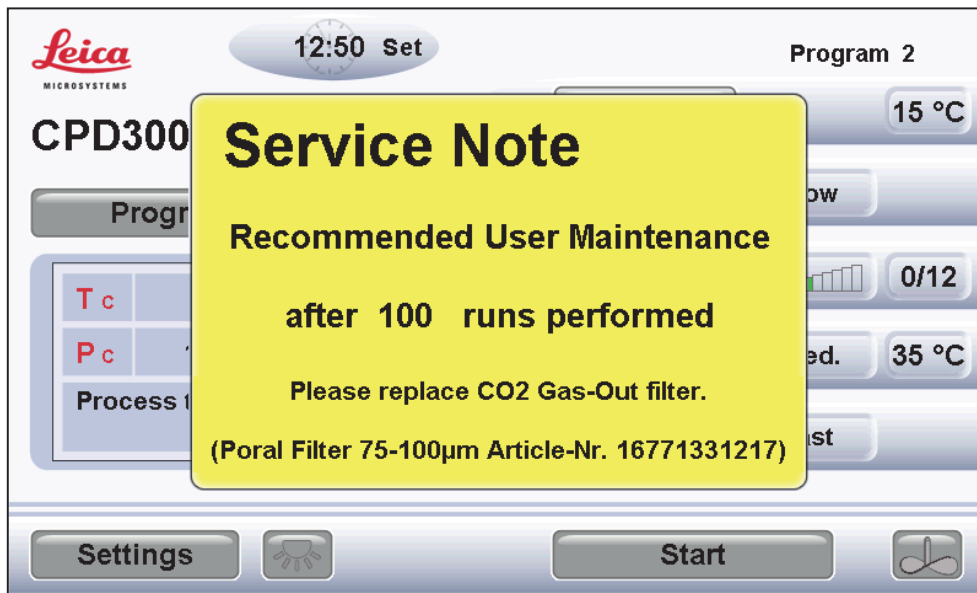 Leica
MICROSYSTEMS
12:50 Set
Program 2
CPD300
15 °C
Service Note
Recommended User Maintenance
after 100 runs performed
Please replace CO2 Gas-Out filter.
(Poral Filter 75-100µm Article-Nr. 16771331217)
Progr
T c
P c
Process t
ow
0/12
ed.
35 °C
st
Settings
Start